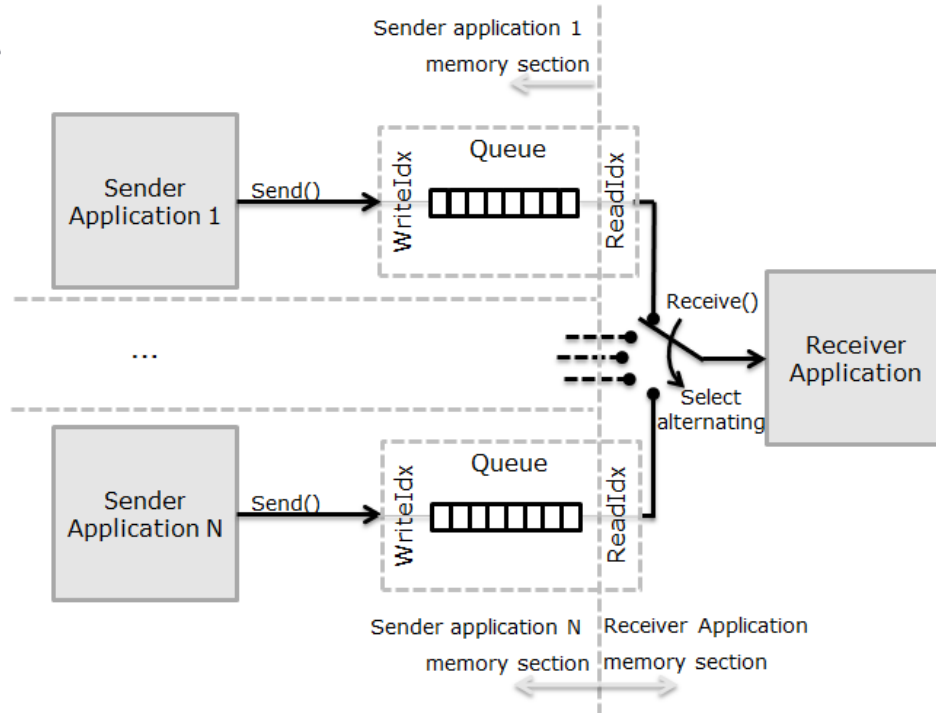 Sender application 1
memory section
Sender
Application 1
Send()
WriteIdx
Queue
ReadIdx
Receive()
...
Receiver
Application
Select
alternating
Sender
Application N
Send()
WriteIdx
Queue
ReadIdx
Sender application N
memory section
Receiver Application
memory section